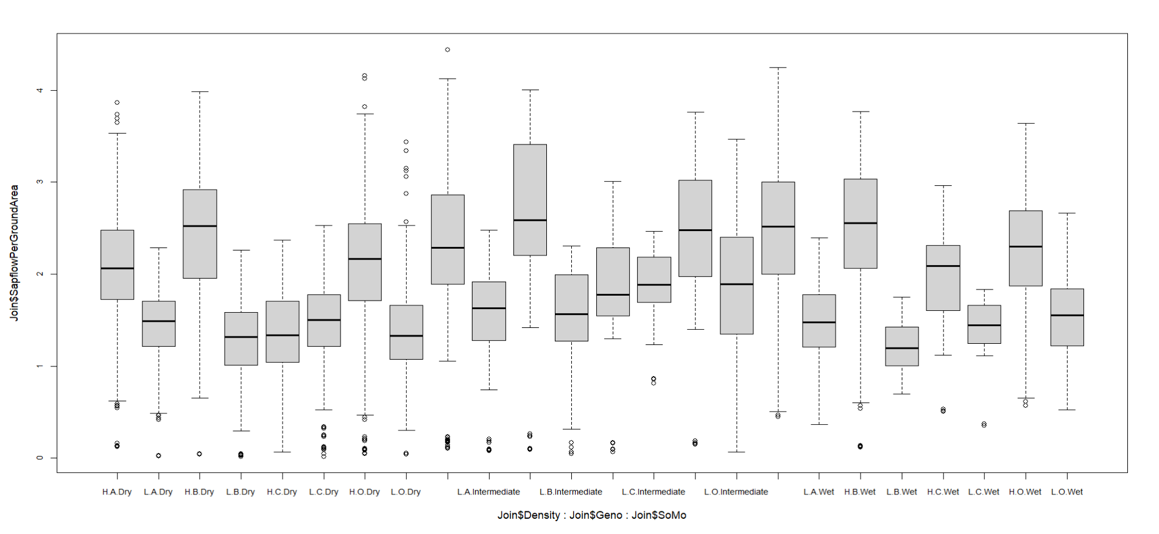 Join$SapflowPerGroundArea
4
3
2
1
0
H.A.Dry L.A.Dry H.B.Dry L.B.Dry H.C.Dry L.C.Dry H.O.Dry L.O.Dry L.A.Intermediate L.B.Intermediate L.C.Intermediate L.O.Intermediate L.A.Wet H.B.Wet L.B.Wet H.C.Wet L.C.Wet H.O.Wet L.O.Wet
Join$Density : Join$Geno : Join$SoMo